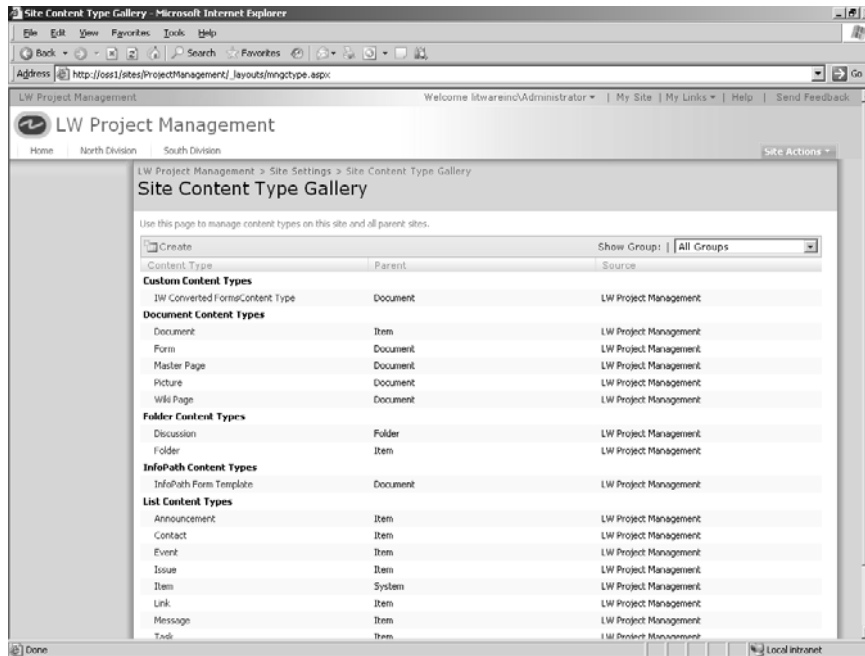 Site Content Type Gallery - Microsoft Internet Explorer
File Edit View Favorites Tools Help
Back Search Favorites
Address http://oss1/sites/ProjectManagement/_layouts/mngctype.aspx Go
LW Project Management Welcome litwareinc\Administrator | My Site | My Links | Help | Send Feedback
LW Project Management
Home North Division South Division Site Actions
LW Project Management > Site Settings > Site Content Type Gallery
Site Content Type Gallery
Use this page to manage content types on this site and all parent sites.
Create Show Group: | All Groups
Content Type Parent Source
Custom Content Types
IW Converted FormsContent Type Document LW Project Management
Document Content Types
Document Item LW Project Management
Form Document LW Project Management
Master Page Document LW Project Management
Picture Document LW Project Management
Wiki Page Document LW Project Management
Folder Content Types
Discussion Folder LW Project Management
Folder Item LW Project Management
InfoPath Content Types
InfoPath Form Template Document LW Project Management
List Content Types
Announcement Item LW Project Management
Contact Item LW Project Management
Event Item LW Project Management
Issue Item LW Project Management
Item System LW Project Management
Link Item LW Project Management
Message Item LW Project Management
Task Item LW Project Management
Done Local intranet